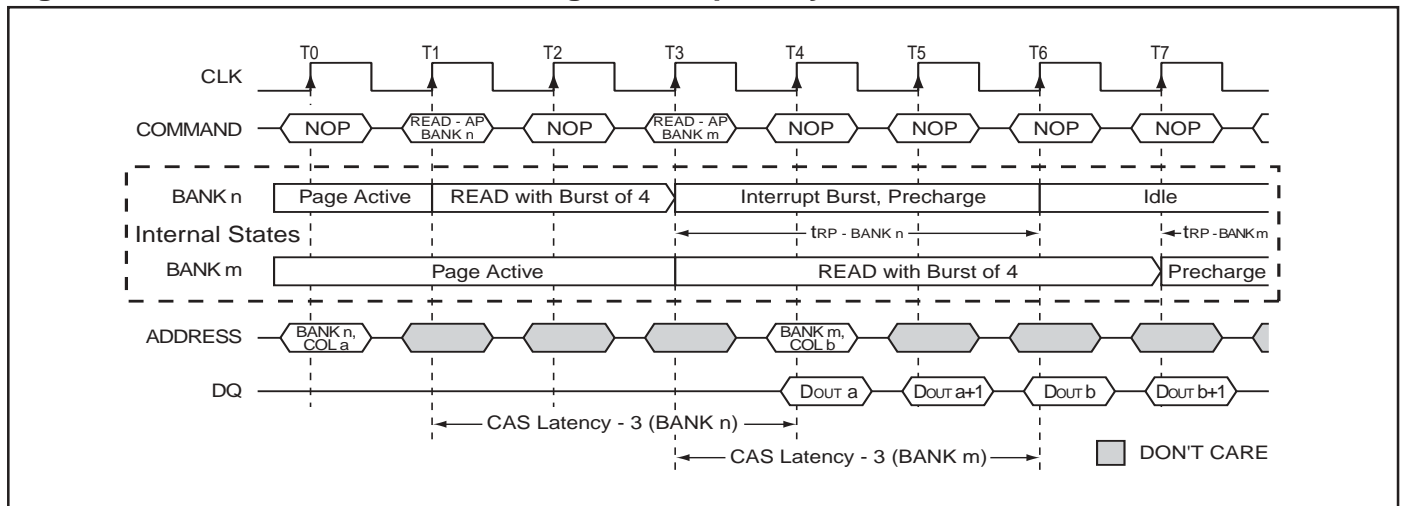 T0 T1 T2 T3 T4 T5 T6 T7
CLK
COMMAND NOP READ - AP BANK n NOP READ - AP BANK m NOP NOP NOP NOP
BANK n Page Active READ with Burst of 4 Interrupt Burst, Precharge Idle
Internal States tRP - BANK n tRP - BANK m
BANK m Page Active READ with Burst of 4 Precharge
ADDRESS BANK n, COL a BANK m, COL b
DQ DOUT a DOUT a+1 DOUT b DOUT b+1
CAS Latency - 3 (BANK n)
CAS Latency - 3 (BANK m) DON'T CARE